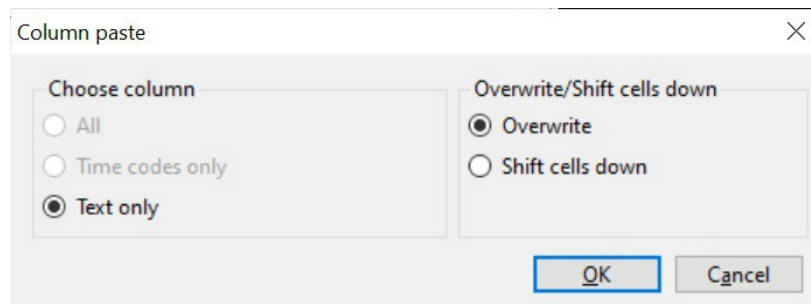 Column paste
Choose column
All
Time codes only
Text only
Overwrite/Shift cells down
Overwrite
Shift cells down
OK
Cancel